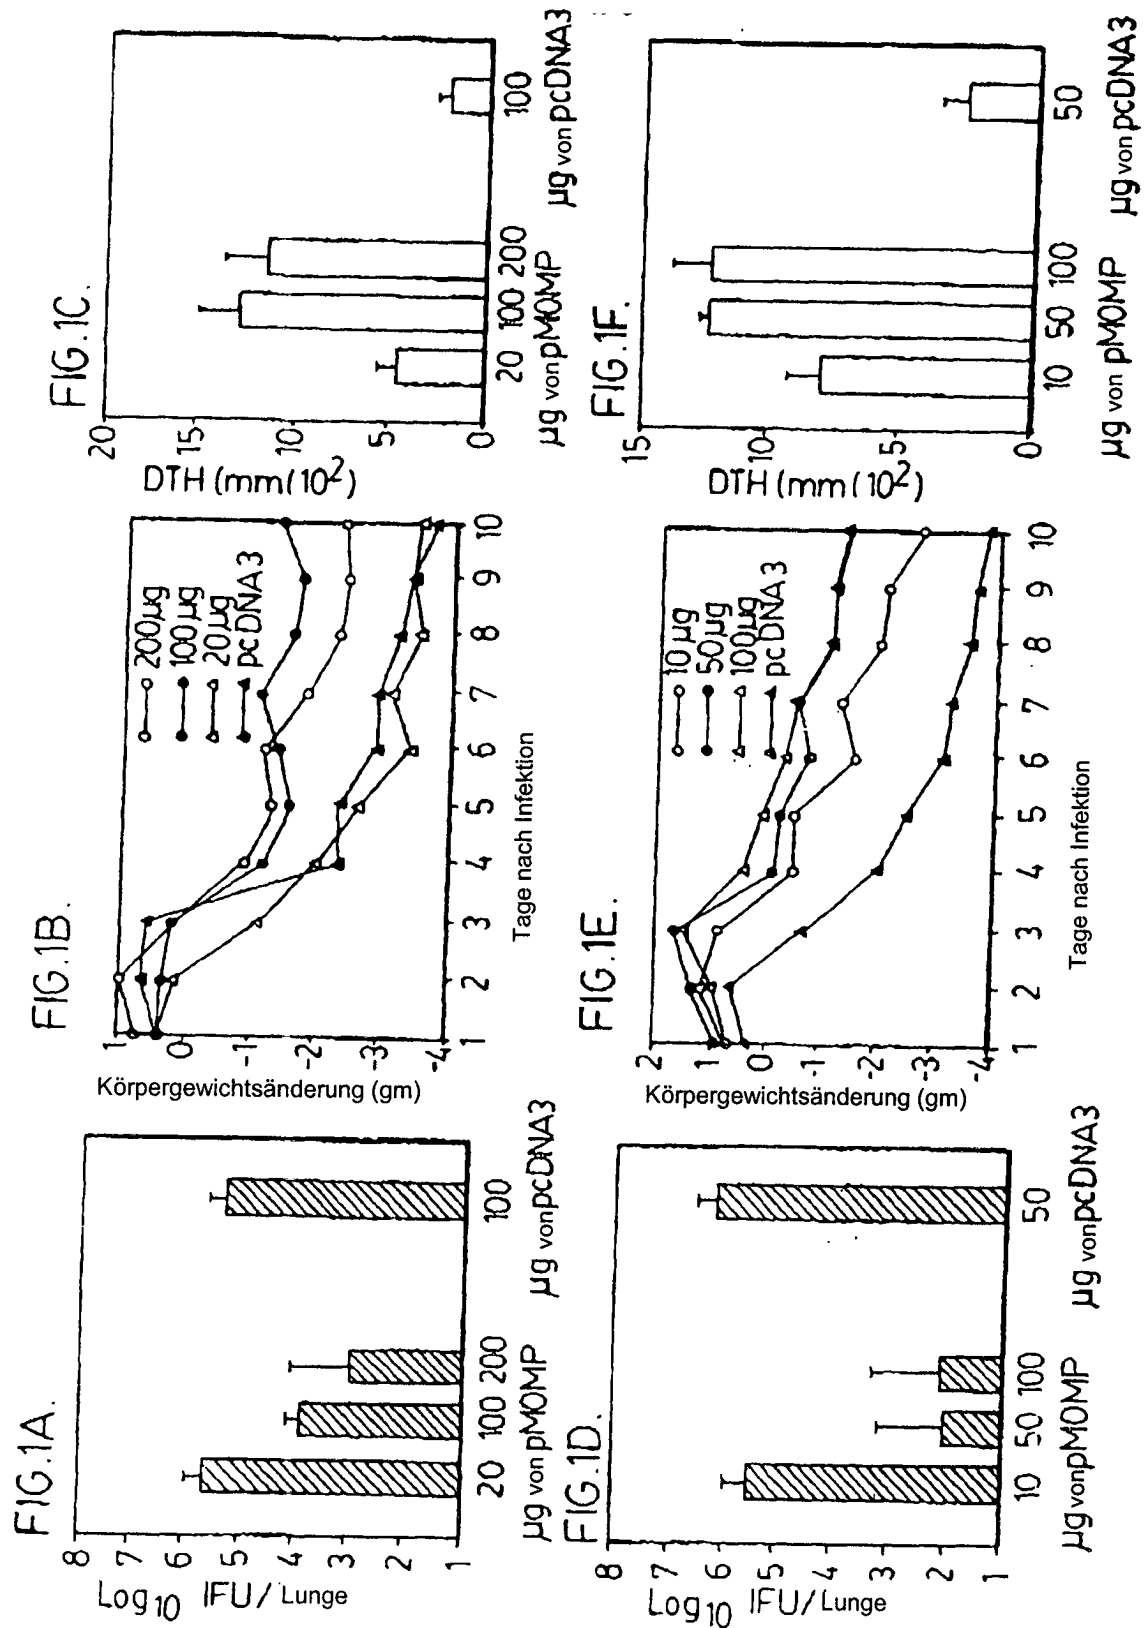 FIG.1A.
Log10 IFU/Lunge
8
7
6
5
4
3
2
1
20 100 200
µg von pMOMP
100
µg von pcDNA3
FIG.1B.
Körpergewichtsänderung (gm)
1
0
-1
-2
-3
-4
200µg
100µg
20µg
pcDNA3
1 2 3 4 5 6 7 8 9 10
Tage nach Infektion
FIG.1C.
DTH (mm(10²)
20
15
10
5
0
20 100 200
µg von pMOMP
100
µg von pcDNA3
FIG.1D.
Log10 IFU/Lunge
8
7
6
5
4
3
2
1
10 50 100
µg von pMOMP
50
µg von pcDNA3
FIG.1E.
Körpergewichtsänderung (gm)
2
1
0
-1
-2
-3
-4
10µg
50µg
100µg
pcDNA3
1 2 3 4 5 6 7 8 9 10
Tage nach Infektion
FIG.1F.
DTH (mm(10²)
15
10
5
0
10 50 100
µg von pMOMP
50
µg von pcDNA3